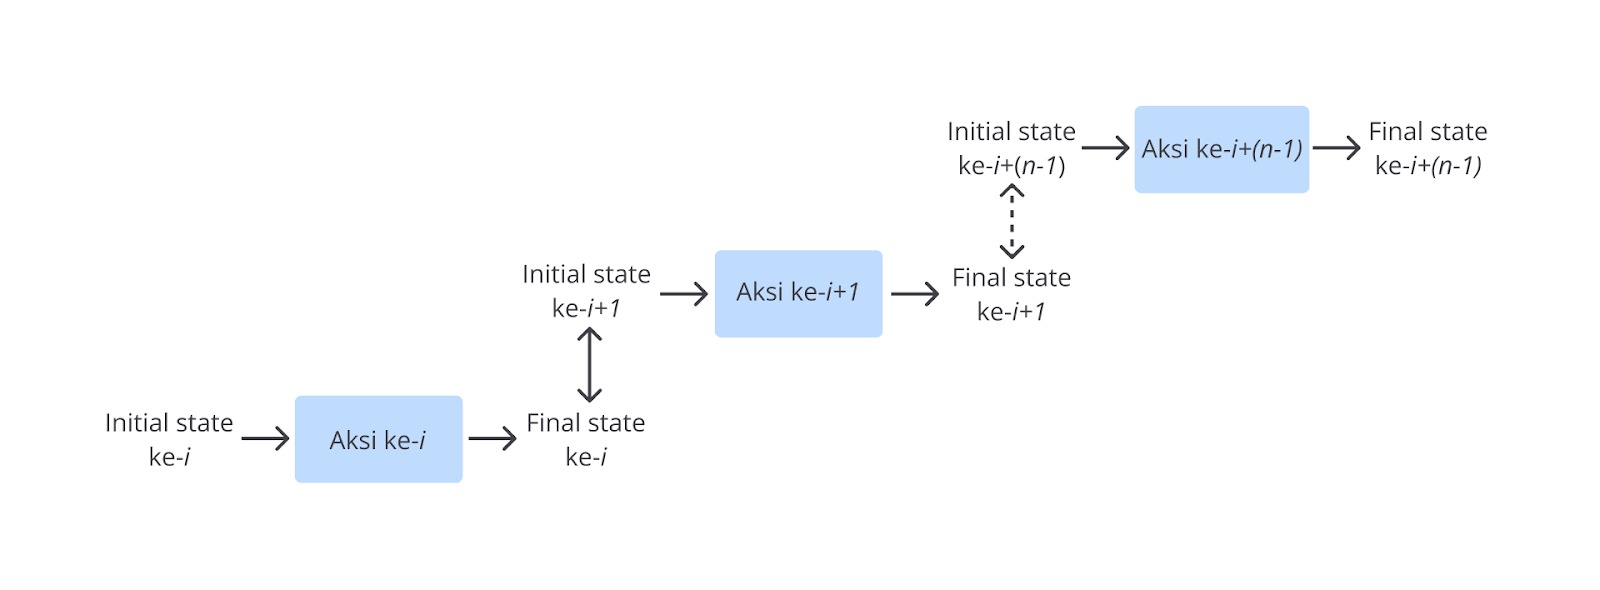 Initial state
ke-i+(n-1)
Aksi ke-i+(n-1)
Final state
ke-i+(n-1)
Initial state
ke-i+1
Aksi ke-i+1
Final state
ke-i+1
Initial state
ke-i
Aksi ke-i
Final state
ke-i